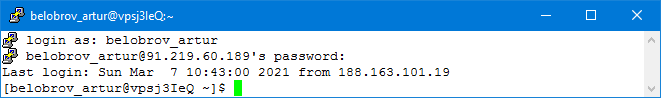 belobrov_artur@vpsj3IeQ:~
login as: belobrov_artur
belobrov_artur@91.219.60.189's password:
Last login: Sun Mar  7 10:43:00 2021 from 188.163.101.19
[belobrov_artur@vpsj3IeQ ~]$